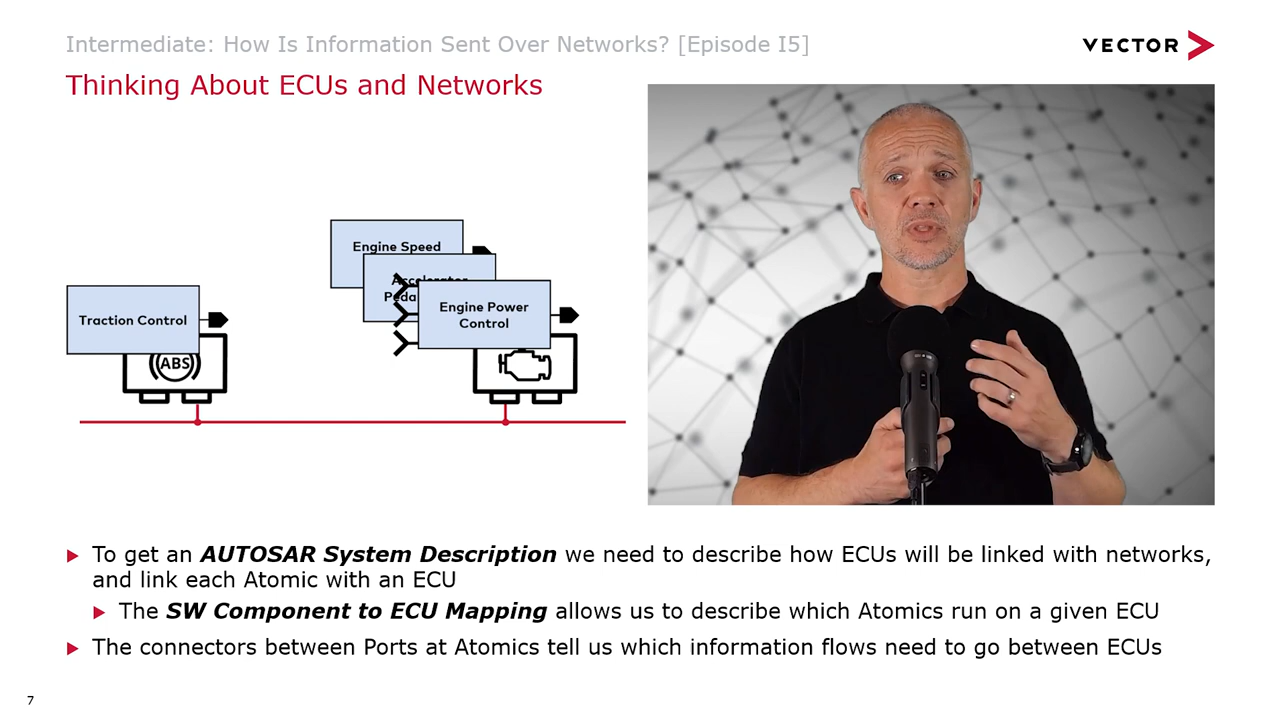 Intermediate: How Is Information Sent Over Networks? [Episode I5]
VECTOR
Thinking About ECUs and Networks
Engine Speed
Accelerator
Peda
Engine Power
Control
Traction Control
ABS
To get an AUTOSAR System Description we need to describe how ECUs will be linked with networks,
and link each Atomic with an ECU
The SW Component to ECU Mapping allows us to describe which Atomics run on a given ECU
The connectors between Ports at Atomics tell us which information flows need to go between ECUs
7